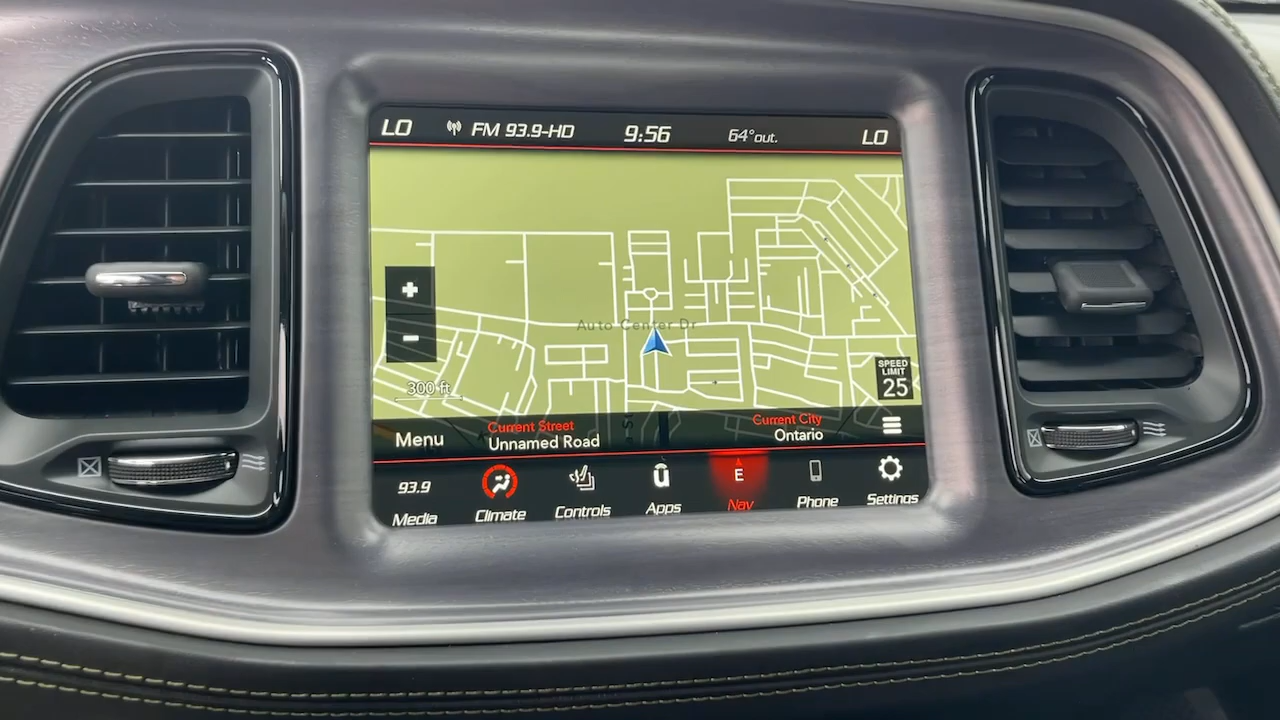 LO FM 93.9-HD 9:56 64° out. LO
Auto Center Dr
300 ft
SPEED
LIMIT
25
Menu
Current Street
Unnamed Road
Current City
Ontario
93.9
Media
Climate
Controls
ū
Apps
E
Nav
Phone
Settings